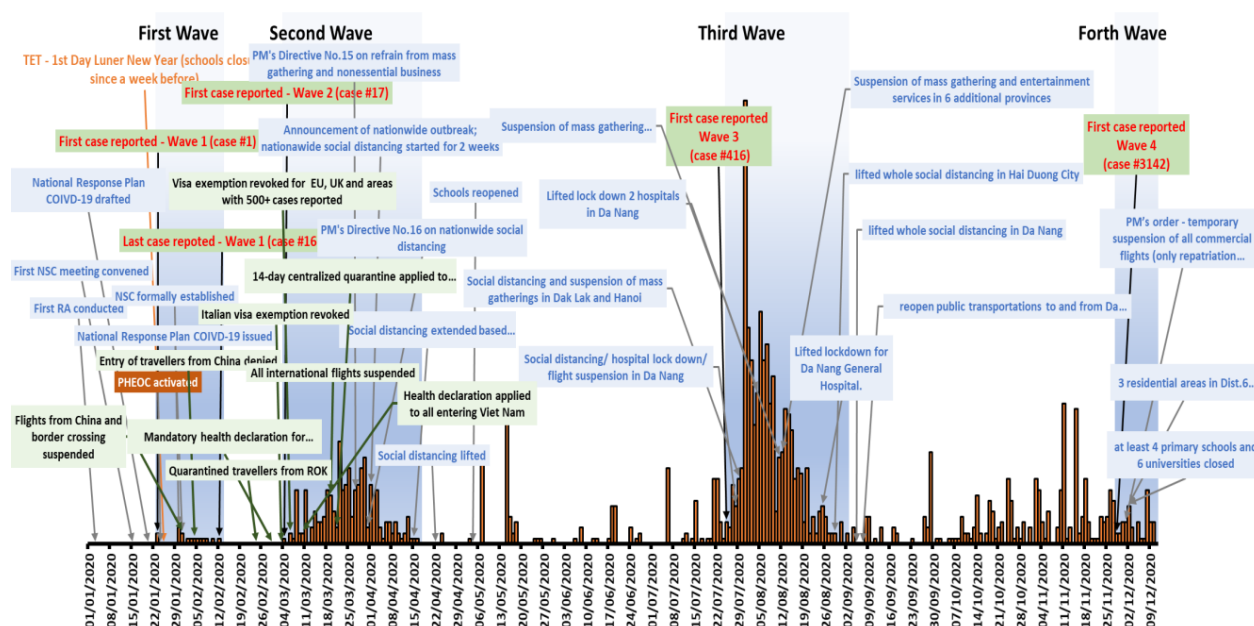 First Wave
Second Wave
Third Wave
Forth Wave
TET - 1st Day Luner New Year (schools clo
since a week before)
PM's Directive No.15 on refrain from mass
gathering and nonessential business
First case reported - Wave 2 (case #17)
First case reported - Wave 1 (case #1)
Announcement of nationwide outbreak;
nationwide social distancing started for 2 weeks
National Response Plan
COIVD-19 drafted
Visa exemption revoked for EU, UK and areas
with 500+ cases reported
Schools reopened
Last case repoted - Wave 1 (case #16
PM's Directive No.16 on nationwide social
distancing
First NSC meeting convened
14-day centralized quarantine applied to...
NSC formally established
First RA conducted
Italian visa exemption revoked
National Response Plan COIVD-19 issued
Social distancing extended based...
Entry of travellers from China denied
All international flights suspended
PHEOC activated
Health declaration applied
to all entering Viet Nam
Flights from China and
border crossing
suspended
Mandatory health declaration for...
Quarantined travellers from ROK
Social distancing lifted
Suspension of mass gathering...
First case reported
Wave 3
(case #416)
Suspension of mass gathering and entertainment
services in 6 additional provinces
Lifted lock down 2 hospitals
in Da Nang
lifted whole social distancing in Hai Duong City
lifted whole social distancing in Da Nang
Social distancing and suspension of mass
gatherings in Dak Lak and Hanoi
reopen public transportations to and from Da...
Social distancing/ hospital lock down/
flight suspension in Da Nang
Lifted lockdown for
Da Nang General
Hospital.
First case reported
Wave 4
(case #3142)
PM's order - temporary
suspension of all commercial
flights (only repatriation...
3 residential areas in Dist.6...
at least 4 primary schools and
6 universities closed
01/01/2020
08/01/2020
15/01/2020
22/01/2020
29/01/2020
05/02/2020
12/02/2020
19/02/2020
26/02/2020
04/03/2020
11/03/2020
18/03/2020
25/03/2020
01/04/2020
08/04/2020
15/04/2020
22/04/2020
29/04/2020
06/05/2020
13/05/2020
20/05/2020
27/05/2020
03/06/2020
10/06/2020
17/06/2020
24/06/2020
01/07/2020
08/07/2020
15/07/2020
22/07/2020
29/07/2020
05/08/2020
12/08/2020
19/08/2020
26/08/2020
02/09/2020
09/09/2020
16/09/2020
23/09/2020
30/09/2020
07/10/2020
14/10/2020
21/10/2020
28/10/2020
04/11/2020
11/11/2020
18/11/2020
25/11/2020
02/12/2020
09/12/2020